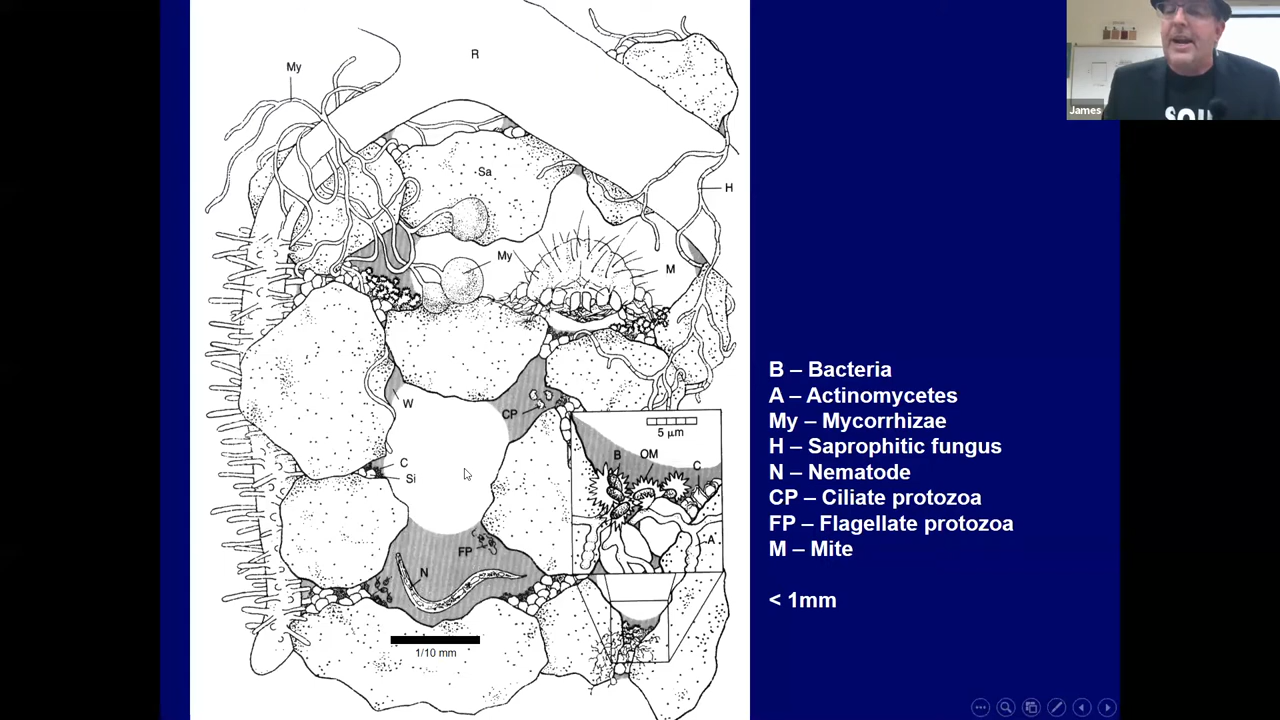 R
My
Sa
H
My
M
W
CP
C
Si
5 µm
B
OM
C
A
FP
N
1/10 mm
B – Bacteria
A – Actinomycetes
My – Mycorrhizae
H – Saprophitic fungus
N – Nematode
CP – Ciliate protozoa
FP – Flagellate protozoa
M – Mite
< 1mm
James
SOIL